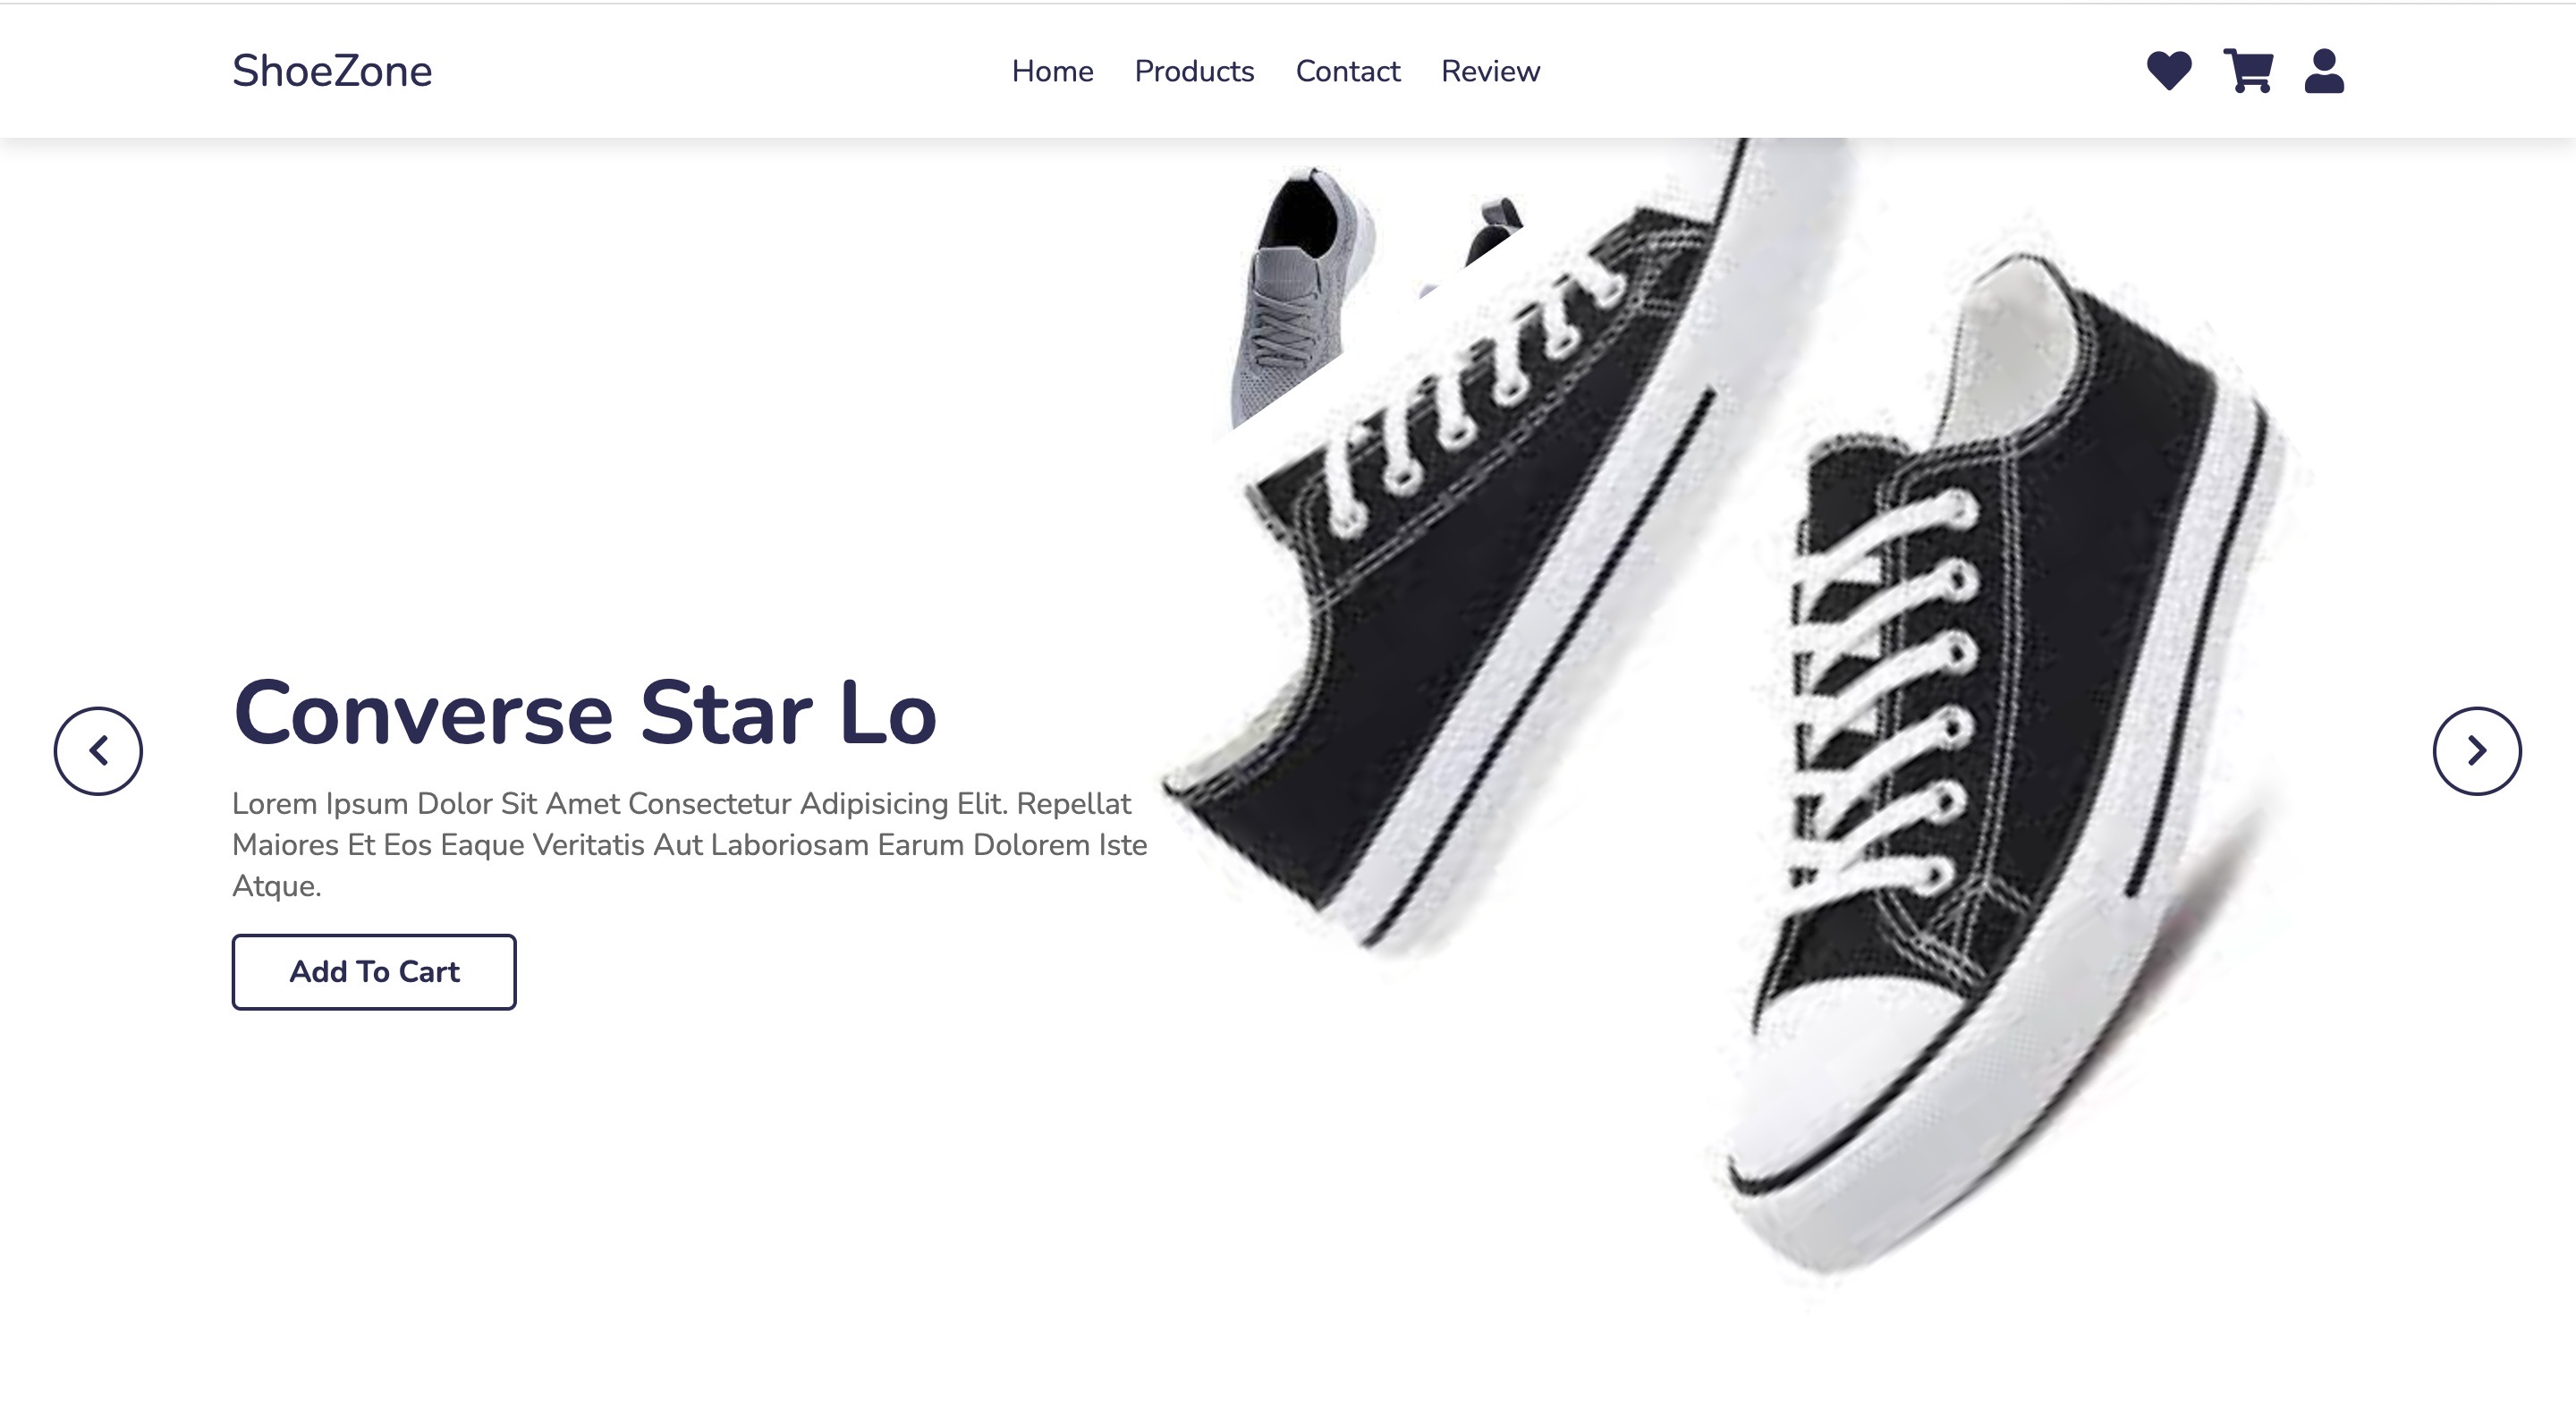 ShoeZone
Home Products Contact Review
Converse Star Lo
Lorem Ipsum Dolor Sit Amet Consectetur Adipisicing Elit. Repellat
Maiores Et Eos Eaque Veritatis Aut Laboriosam Earum Dolorem Iste
Atque.
Add To Cart